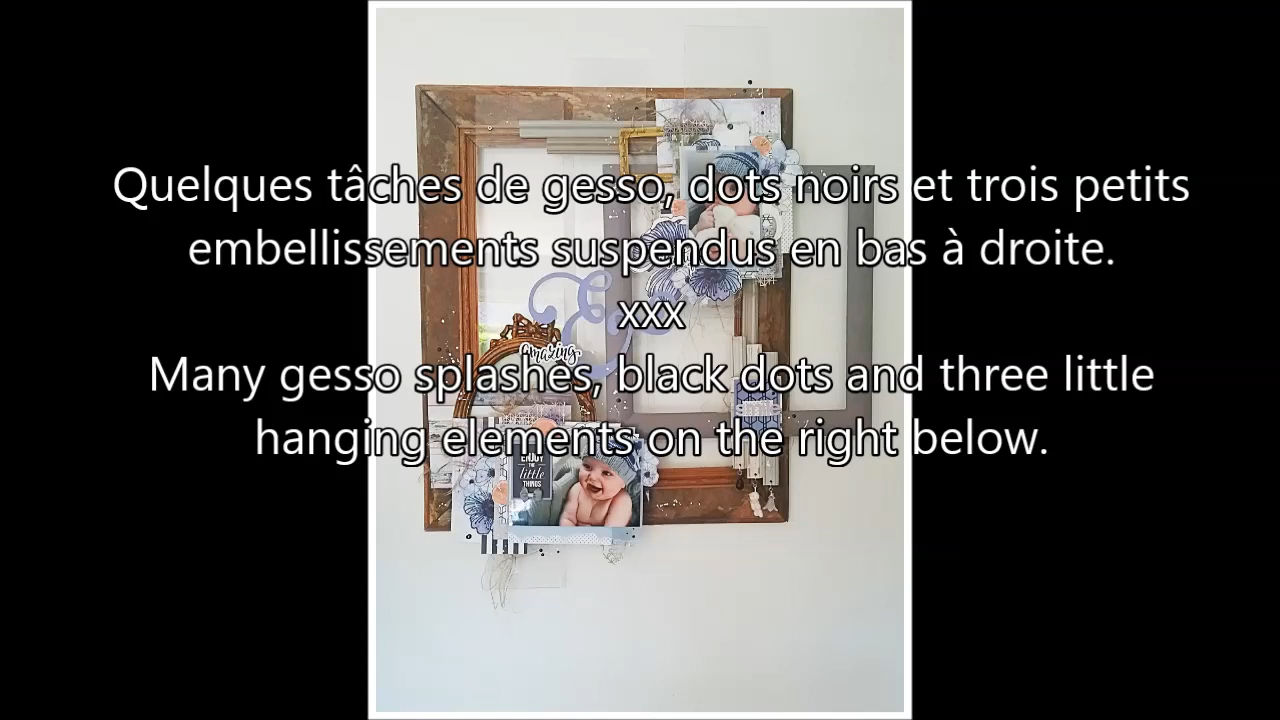 Quelques tâches de gesso, dots noirs et trois petits
embellissements suspendus en bas à droite.
xxx
Many gesso splashes, black dots and three little
hanging elements on the right below.
amazing
ENJOY
THE
little
THINGS